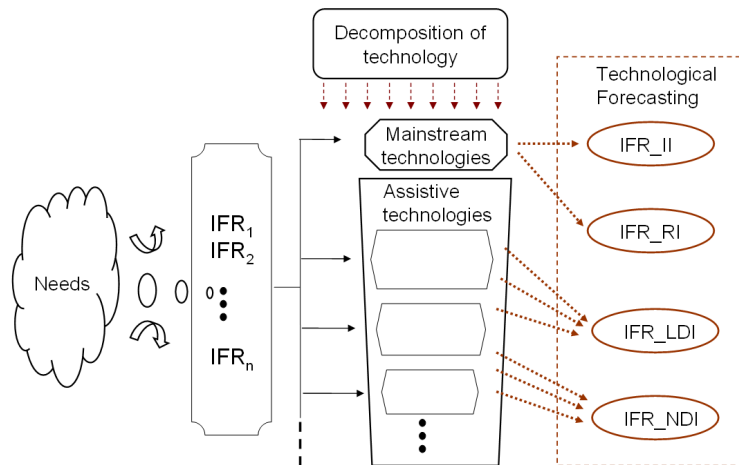 Decomposition of
technology
Technological
Forecasting
Mainstream
technologies
IFR_II
Assistive
technologies
IFR1
IFR2
IFR_RI
Needs
IFR_LDI
IFRn
IFR_NDI